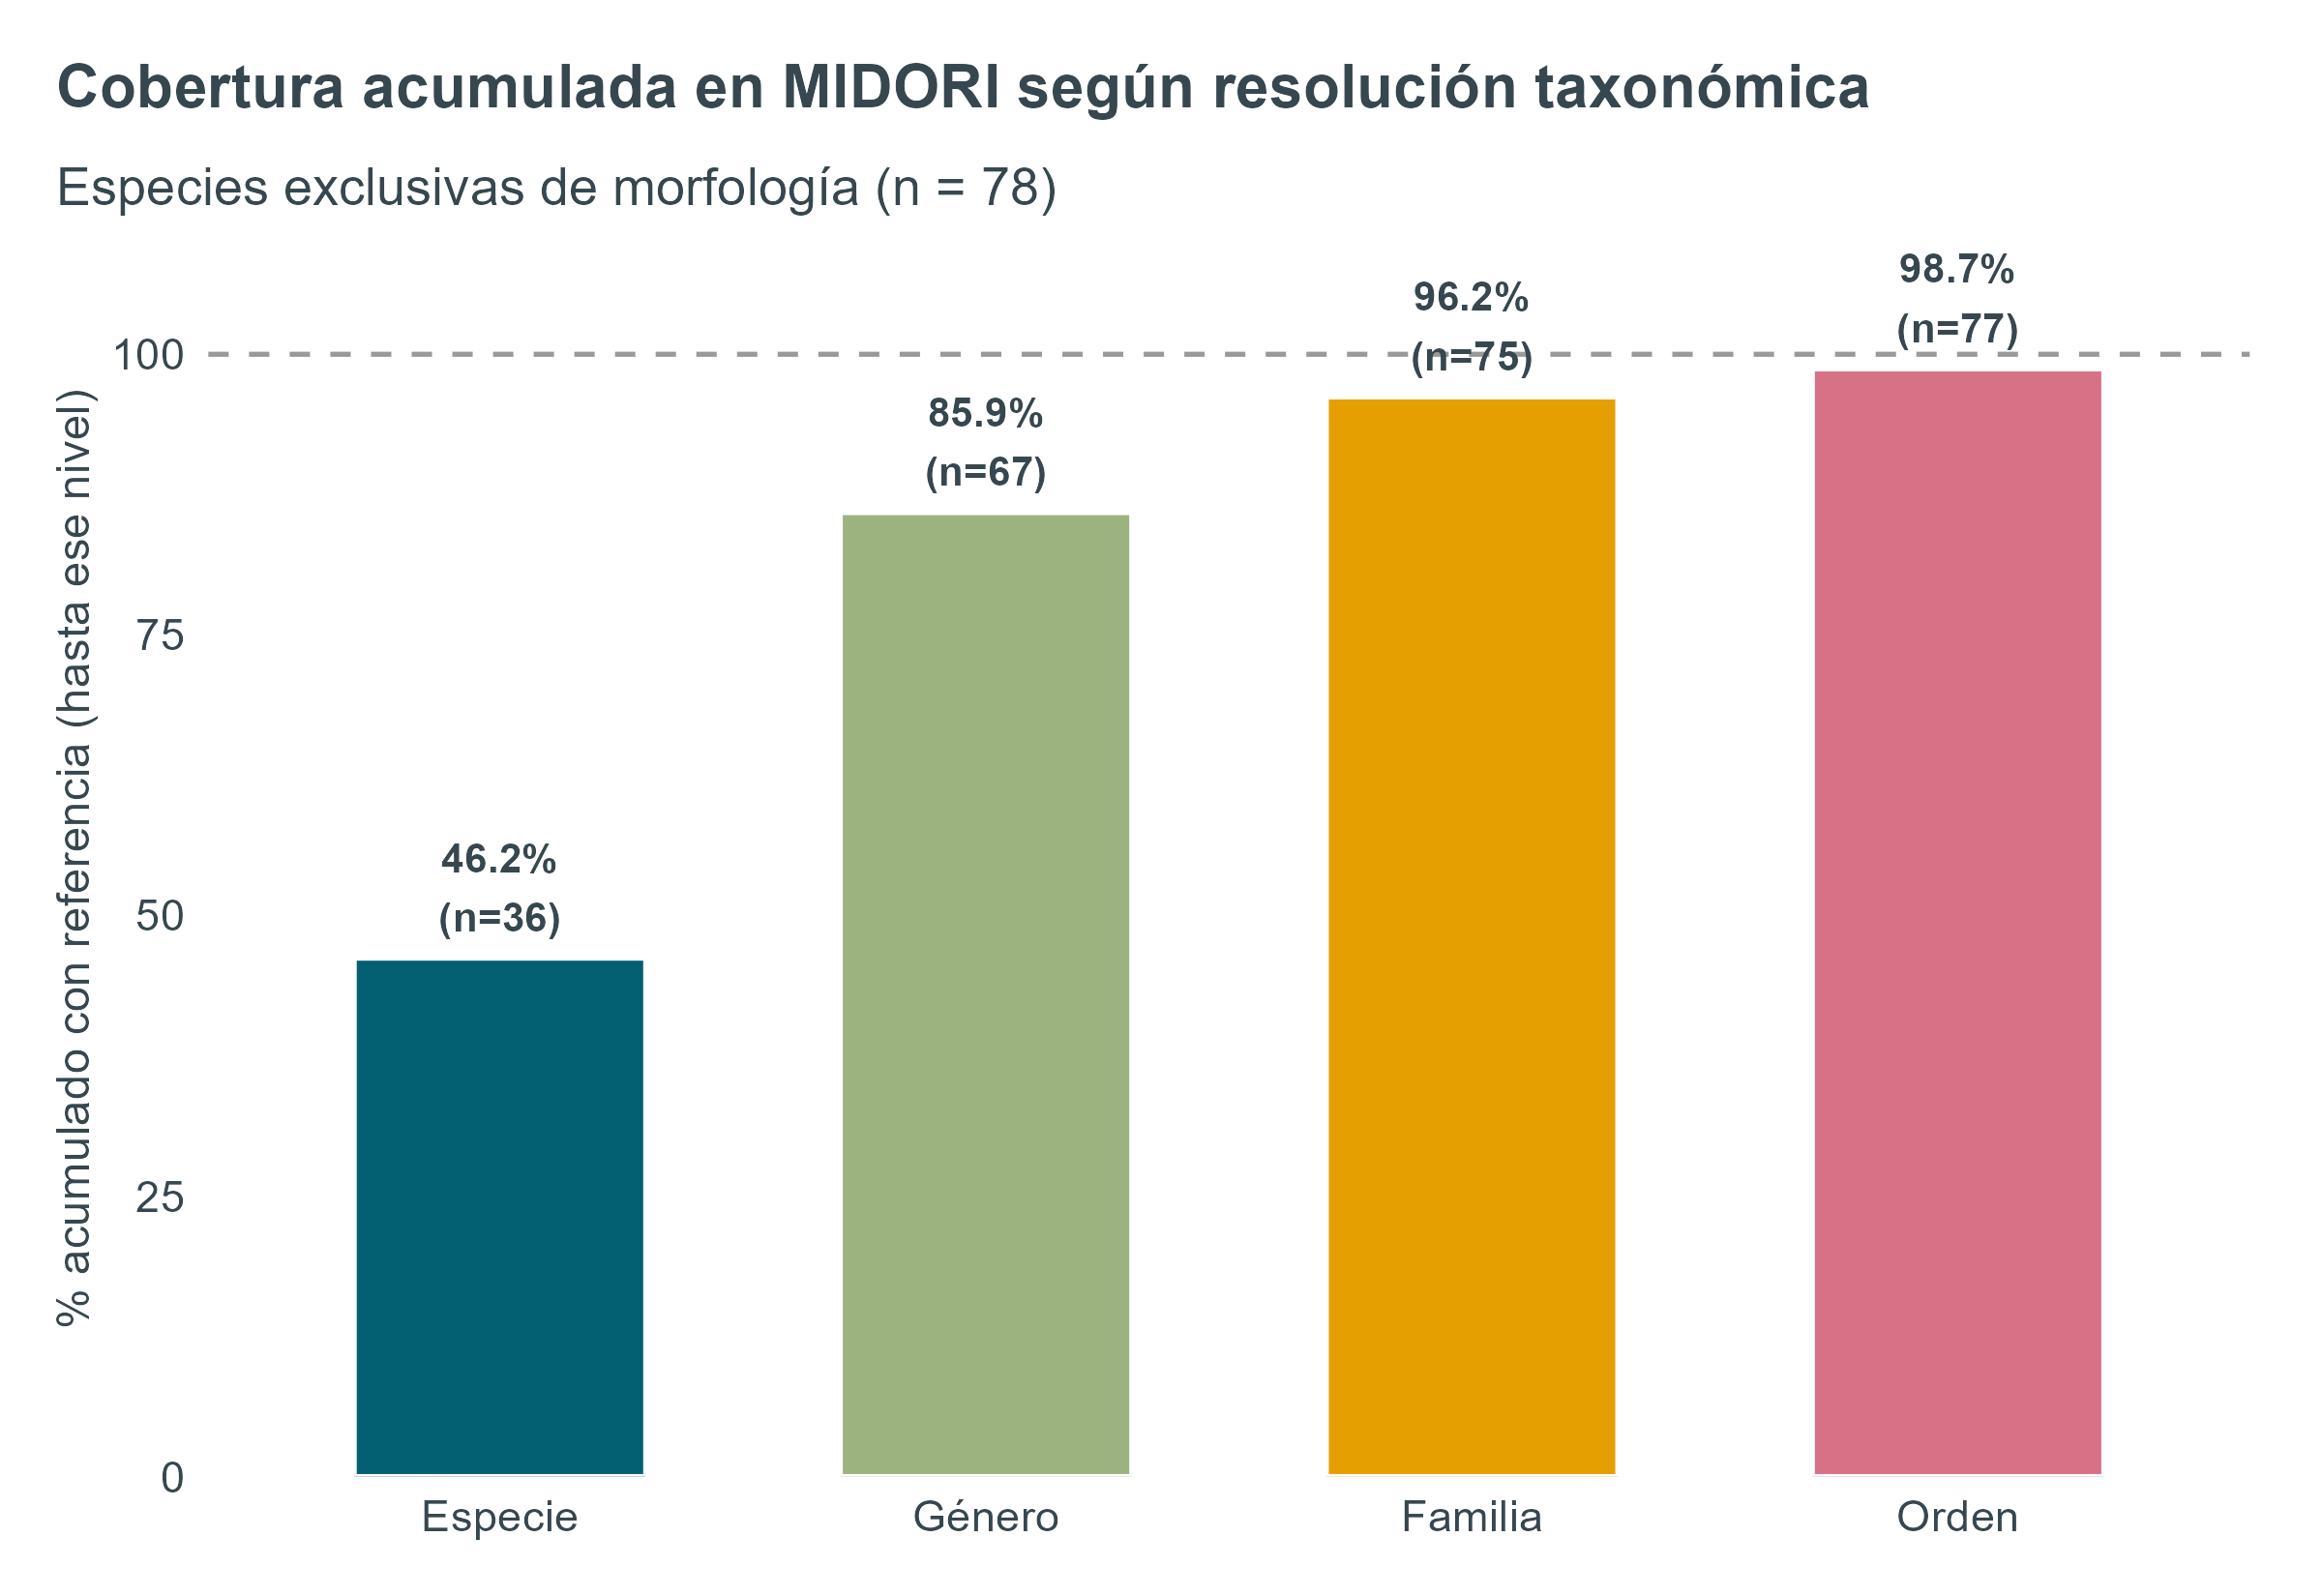 Cobertura acumulada en MIDORI según resolución taxonómica
Especies exclusivas de morfología (n = 78)
% acumulado con referencia (hasta ese nivel)
100
75
50
25
0
46.2%
(n=36)
85.9%
(n=67)
96.2%
(n=75)
98.7%
(n=77)
Especie
Género
Familia
Orden